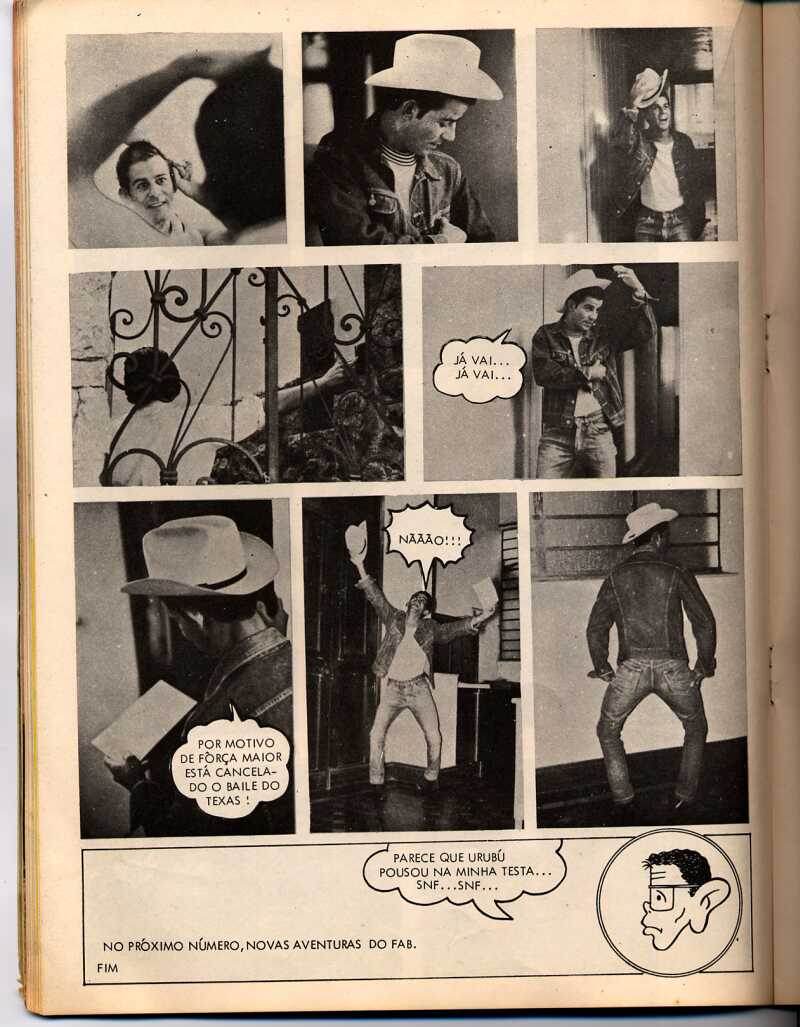 JÁ VAI...
JÁ VAI...
POR MOTIVO
DE FÔRÇA MAIOR
ESTÁ CANCELA-
DO O BAILE DO
TEXAS !
NÃÃÃO!!!
PARECE QUE URUBÚ
POUSOU NA MINHA TESTA...
SNF...SNF...
NO PRÓXIMO NÚMERO, NOVAS AVENTURAS DO FAB.
FIM